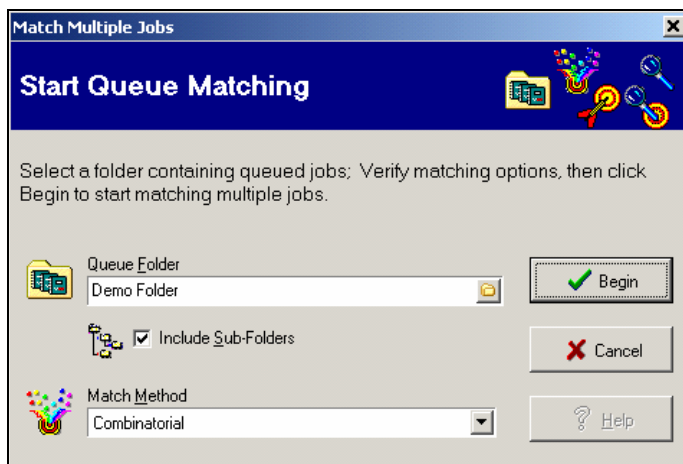 Match Multiple Jobs
Start Queue Matching
Select a folder containing queued jobs; Verify matching options, then click
Begin to start matching multiple jobs.
Queue Folder
Demo Folder
Begin
Include Sub-Folders
Cancel
Match Method
Combinatorial
Help